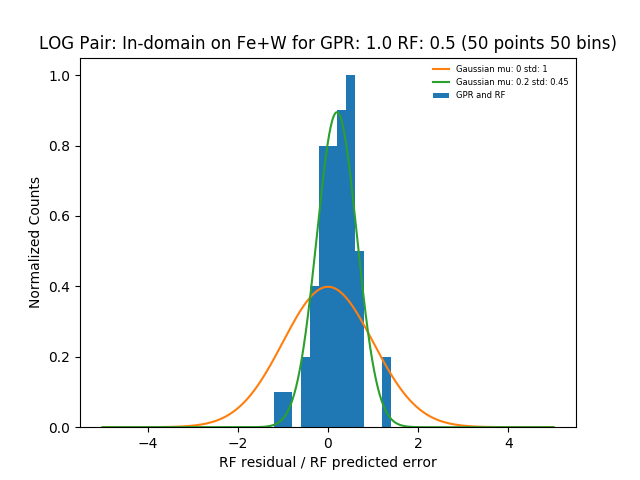 LOG Pair: In-domain on Fe+W for GPR: 1.0 RF: 0.5 (50 points 50 bins)
Gaussian mu: 0 std: 1
Gaussian mu: 0.2 std: 0.45
GPR and RF
Normalized Counts
1.0
0.8
0.6
0.4
0.2
0.0
−4
−2
0
2
4
RF residual / RF predicted error